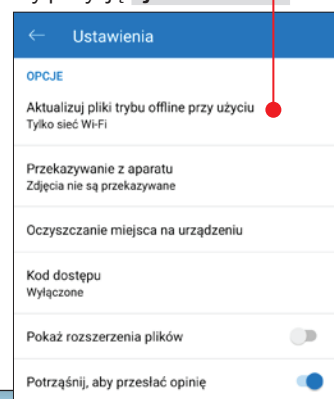 ← Ustawienia
OPCJE
Aktualizuj pliki trybu offline przy użyciu
Tylko sieć Wi-Fi
Przekazywanie z aparatu
Zdjęcia nie są przekazywane
Oczyszczanie miejsca na urządzeniu
Kod dostępu
Wyłączone
Pokaż rozszerzenia plików
Potrząśnij, aby przesłać opinię